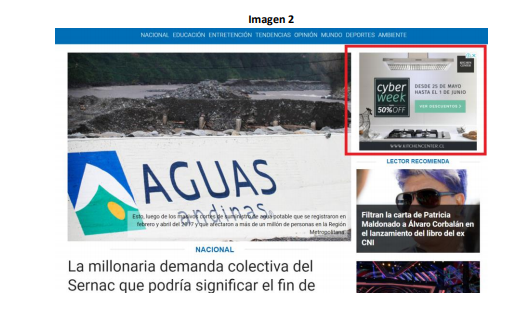 Imagen 2
NACIONAL EDUCACIÓN ENTRETENCIÓN TENDENCIAS OPINIÓN MUNDO DEPORTES AMBIENTE
cyber
week
50%OFF
DESDE 25 DE MAYO
HASTA EL 1 DE JUNIO
VER DESCUENTOS >
WWW.KITCHENCENTER.CL
AGUAS
andinas
Esto, luego de los masivos cortes de suministro de agua potable que se registraron en
febrero y abril del 2017 y que afectaron a más de un millón de personas en la Región
Metropolitana.
NACIONAL
La millonaria demanda colectiva del
Sernac que podría significar el fin de
LECTOR RECOMIENDA
Filtran la carta de Patricia
Maldonado a Álvaro Corbalán en
el lanzamiento del libro del ex
CNI